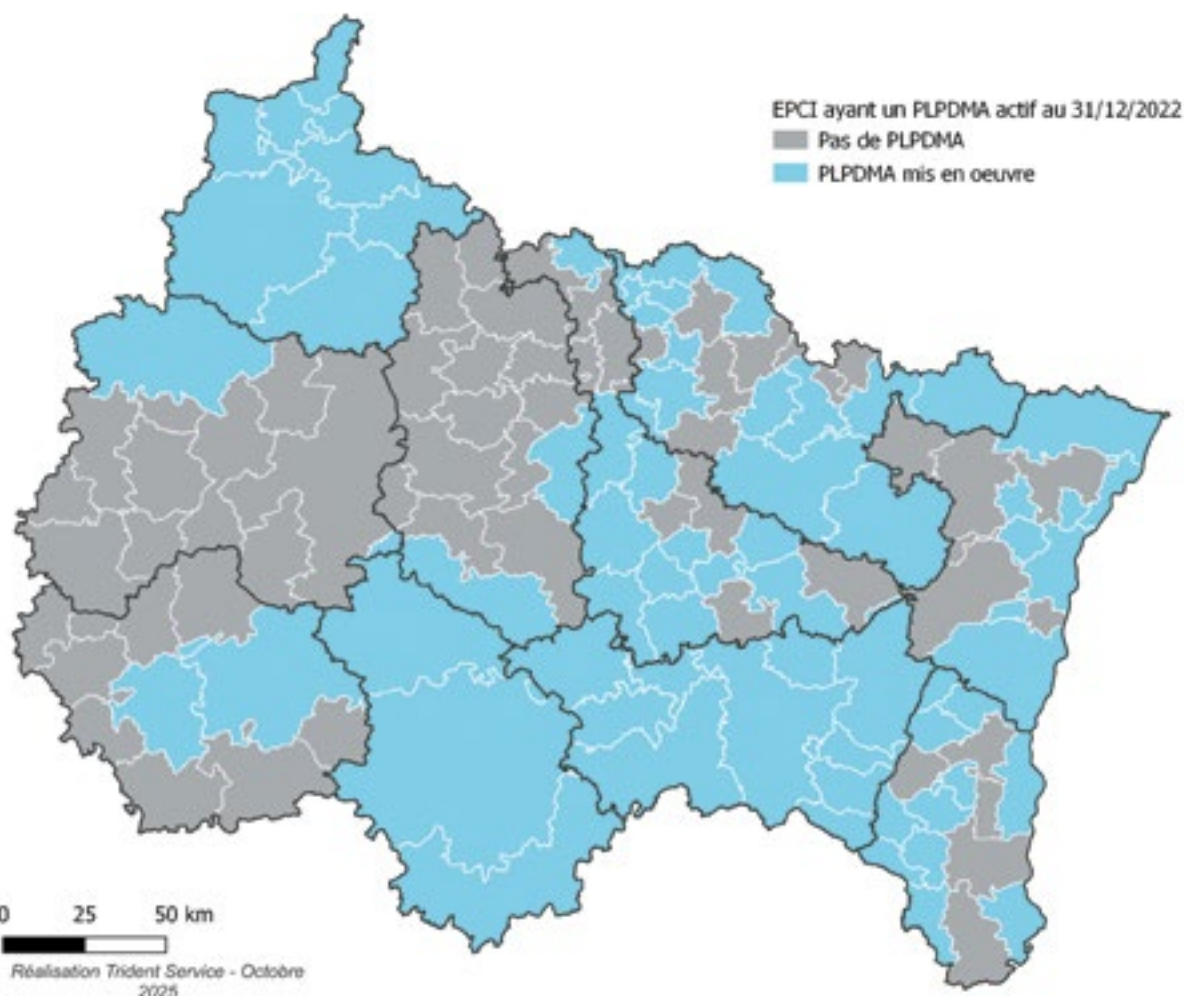 EPCI ayant un PLPDMA actif au 31/12/2022
Pas de PLPDMA
PLPDMA mis en oeuvre
0 25 50 km
Réalisation Trident Service - Octobre
2025